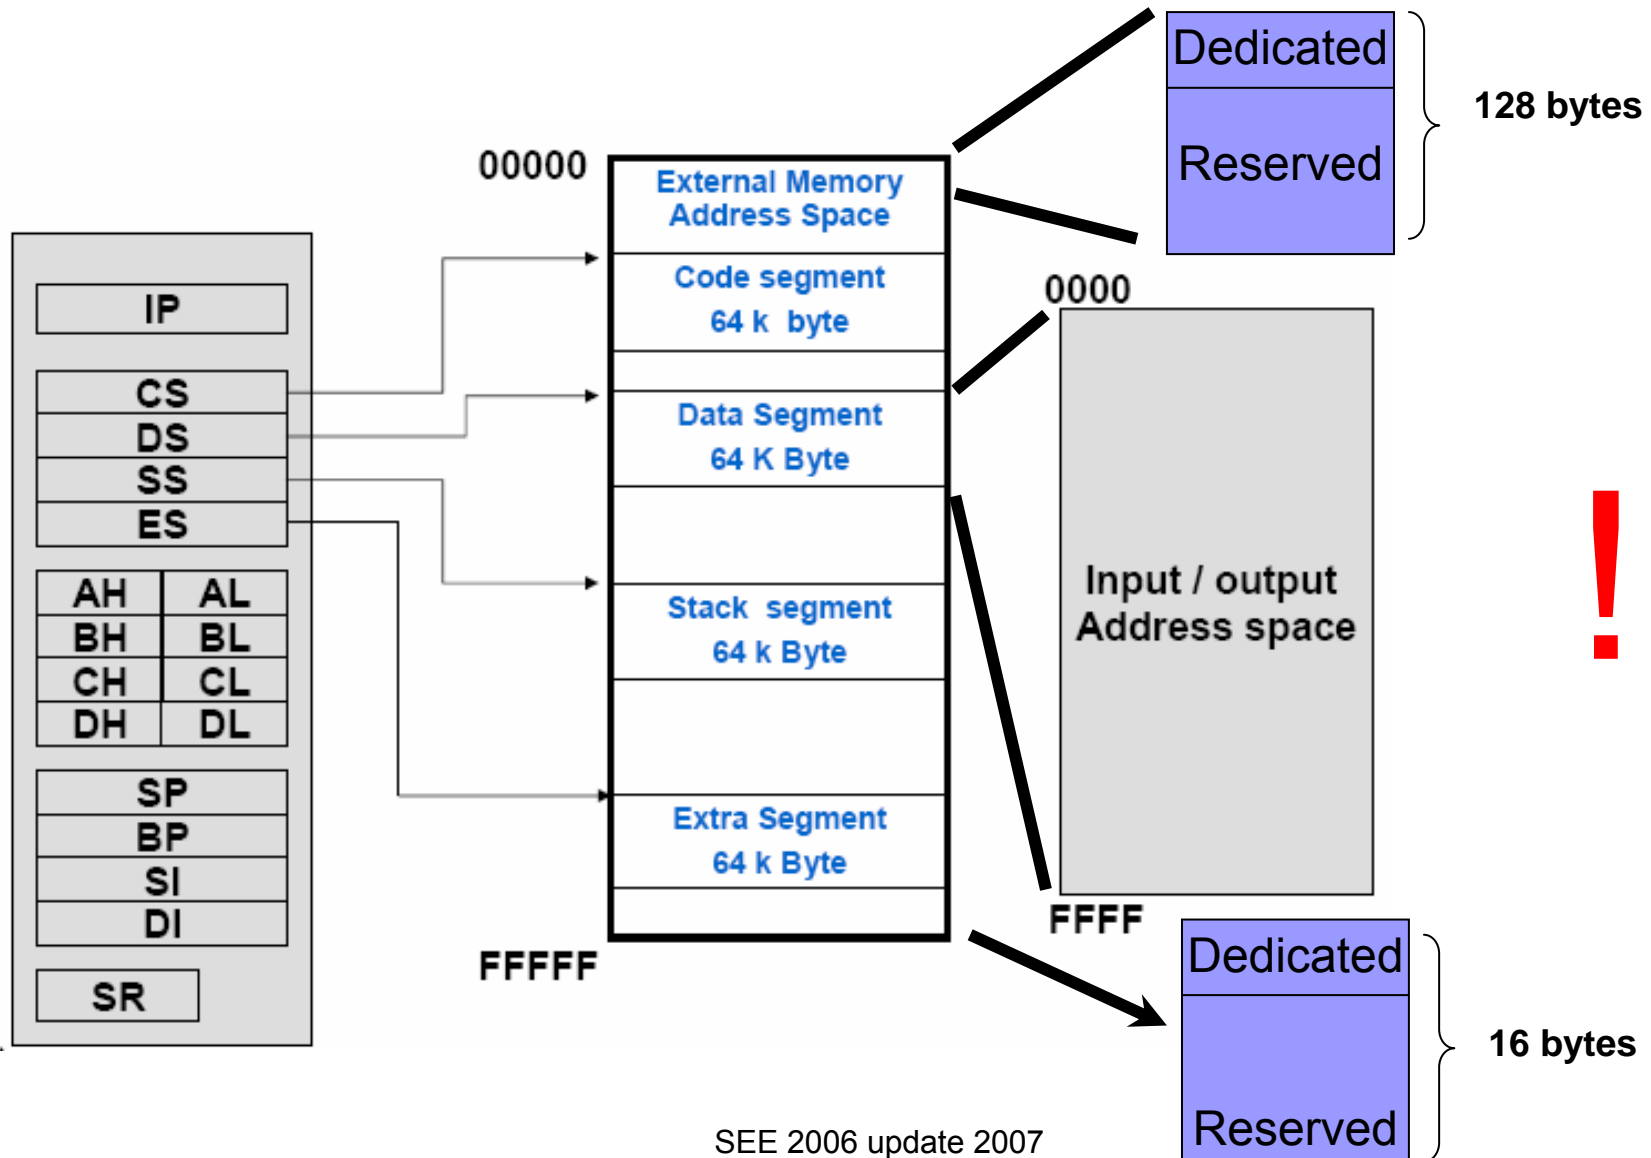 Dedicated
Reserved
128 bytes
00000
External Memory
Address Space
Code segment
64 k byte
Data Segment
64 K Byte
Stack segment
64 k Byte
Extra Segment
64 k Byte
FFFFF
IP
CS
DS
SS
ES
AH AL
BH BL
CH CL
DH DL
SP
BP
SI
DI
SR
0000
Input / output
Address space
FFFF
!
Dedicated
Reserved
16 bytes
SEE 2006 update 2007